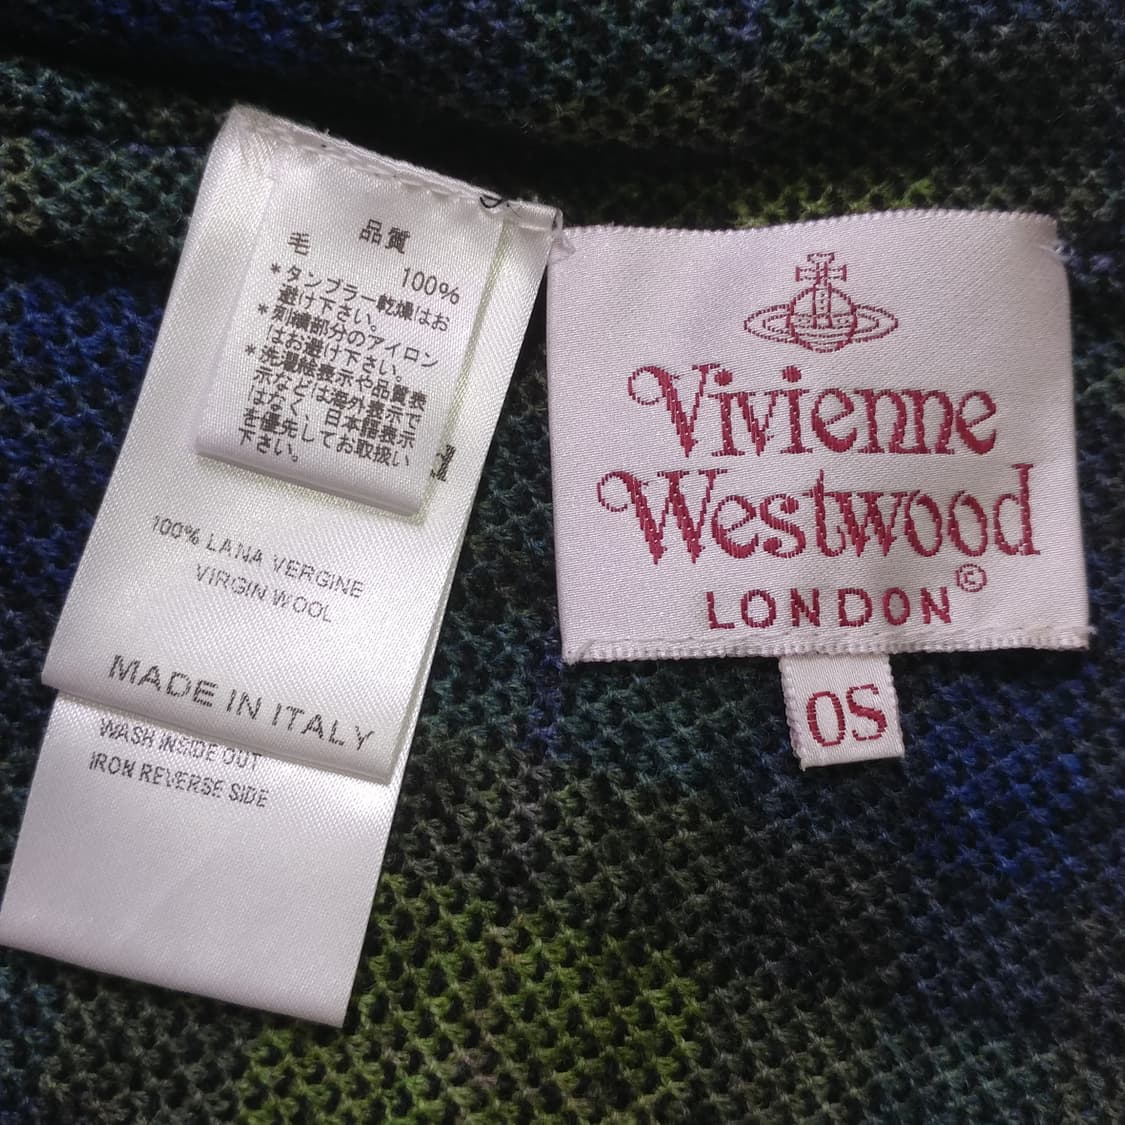 品質
毛 100%
*タンブラー乾燥はお
避け下さい。
*刺繍部分のアイロン
はお避け下さい。
*洗濯絵表示や品質表
示などは海外表示で
はなく、日本語表示
を優先してお取扱い
下さい。
100% LANA VERGINE
VIRGIN WOOL
MADE IN ITALY
WASH INSIDE OUT
IRON REVERSE SIDE
Vivienne
Westwood
LONDON©
OS